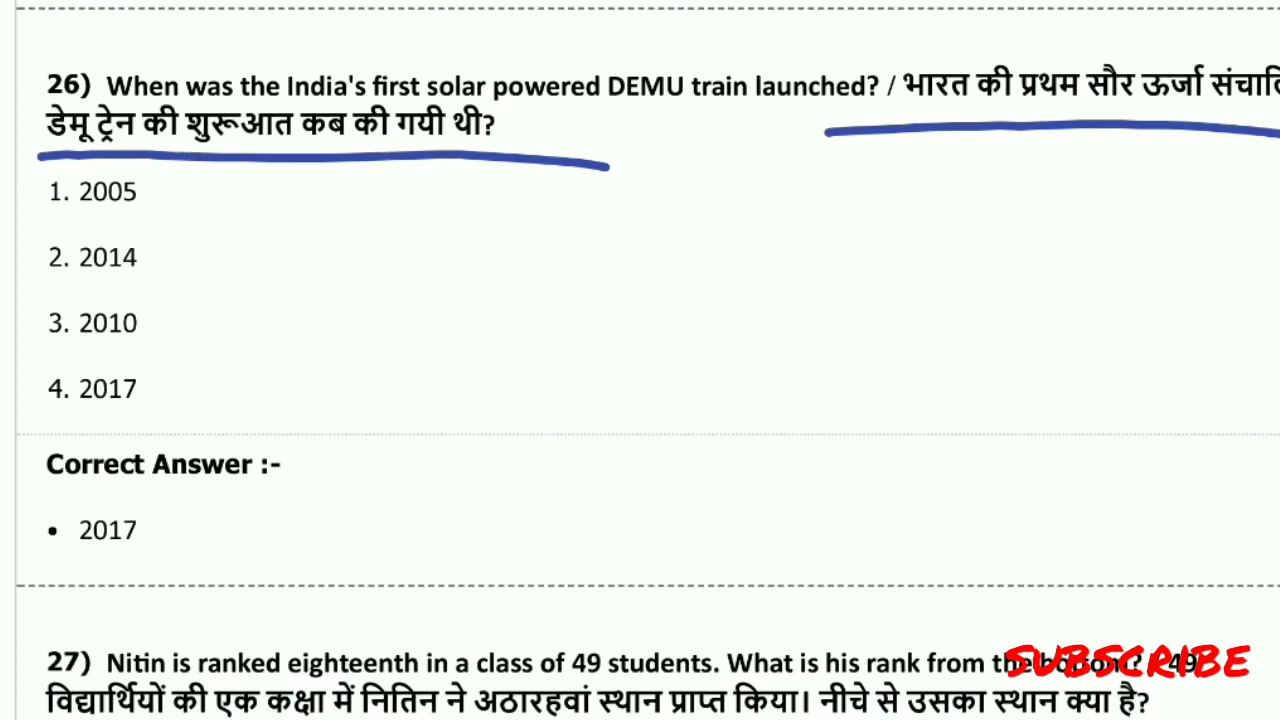 26) When was the India's first solar powered DEMU train launched? / भारत की प्रथम सौर ऊर्जा
डेमू ट्रेन की शुरूआत कब की गयी थी?
1. 2005
2. 2014
3. 2010
4. 2017
Correct Answer :-
• 2017
27) Nitin is ranked eighteenth in a class of 49 students. What is his rank from the bottom? / 49
विद्यार्थियों की एक कक्षा में नितिन ने अठारहवां स्थान प्राप्त किया। नीचे से उसका स्थान क्या है?
SUBSCRIBE